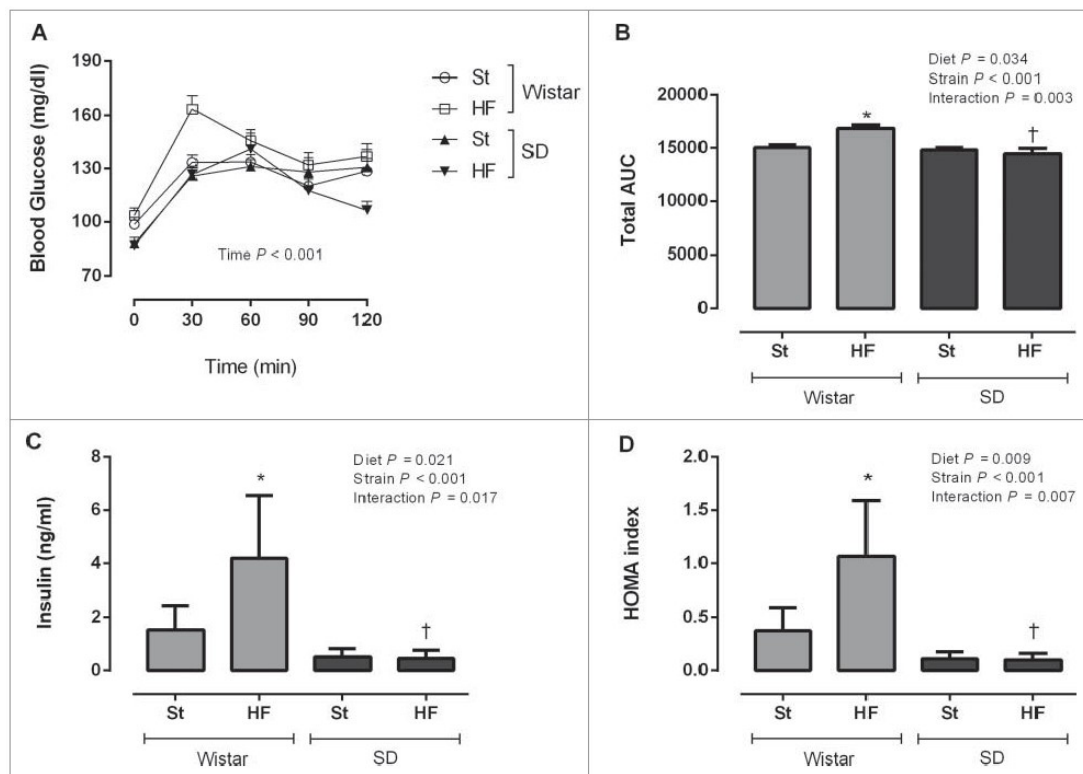 A
190
160
130
100
70
Blood Glucose (mg/dl)
St
HF
Wistar
St
HF
SD
Time P < 0.001
0 30 60 90 120
Time (min)
B
Diet P = 0.034
Strain P < 0.001
Interaction P = 0.003
20000
15000
10000
5000
0
Total AUC
*
†
St HF St HF
Wistar SD
C
Diet P = 0.021
Strain P < 0.001
Interaction P = 0.017
8
6
4
2
0
Insulin (ng/ml)
*
†
St HF St HF
Wistar SD
D
Diet P = 0.009
Strain P < 0.001
Interaction P = 0.007
2.0
1.5
1.0
0.5
0.0
HOMA index
*
†
St HF St HF
Wistar SD